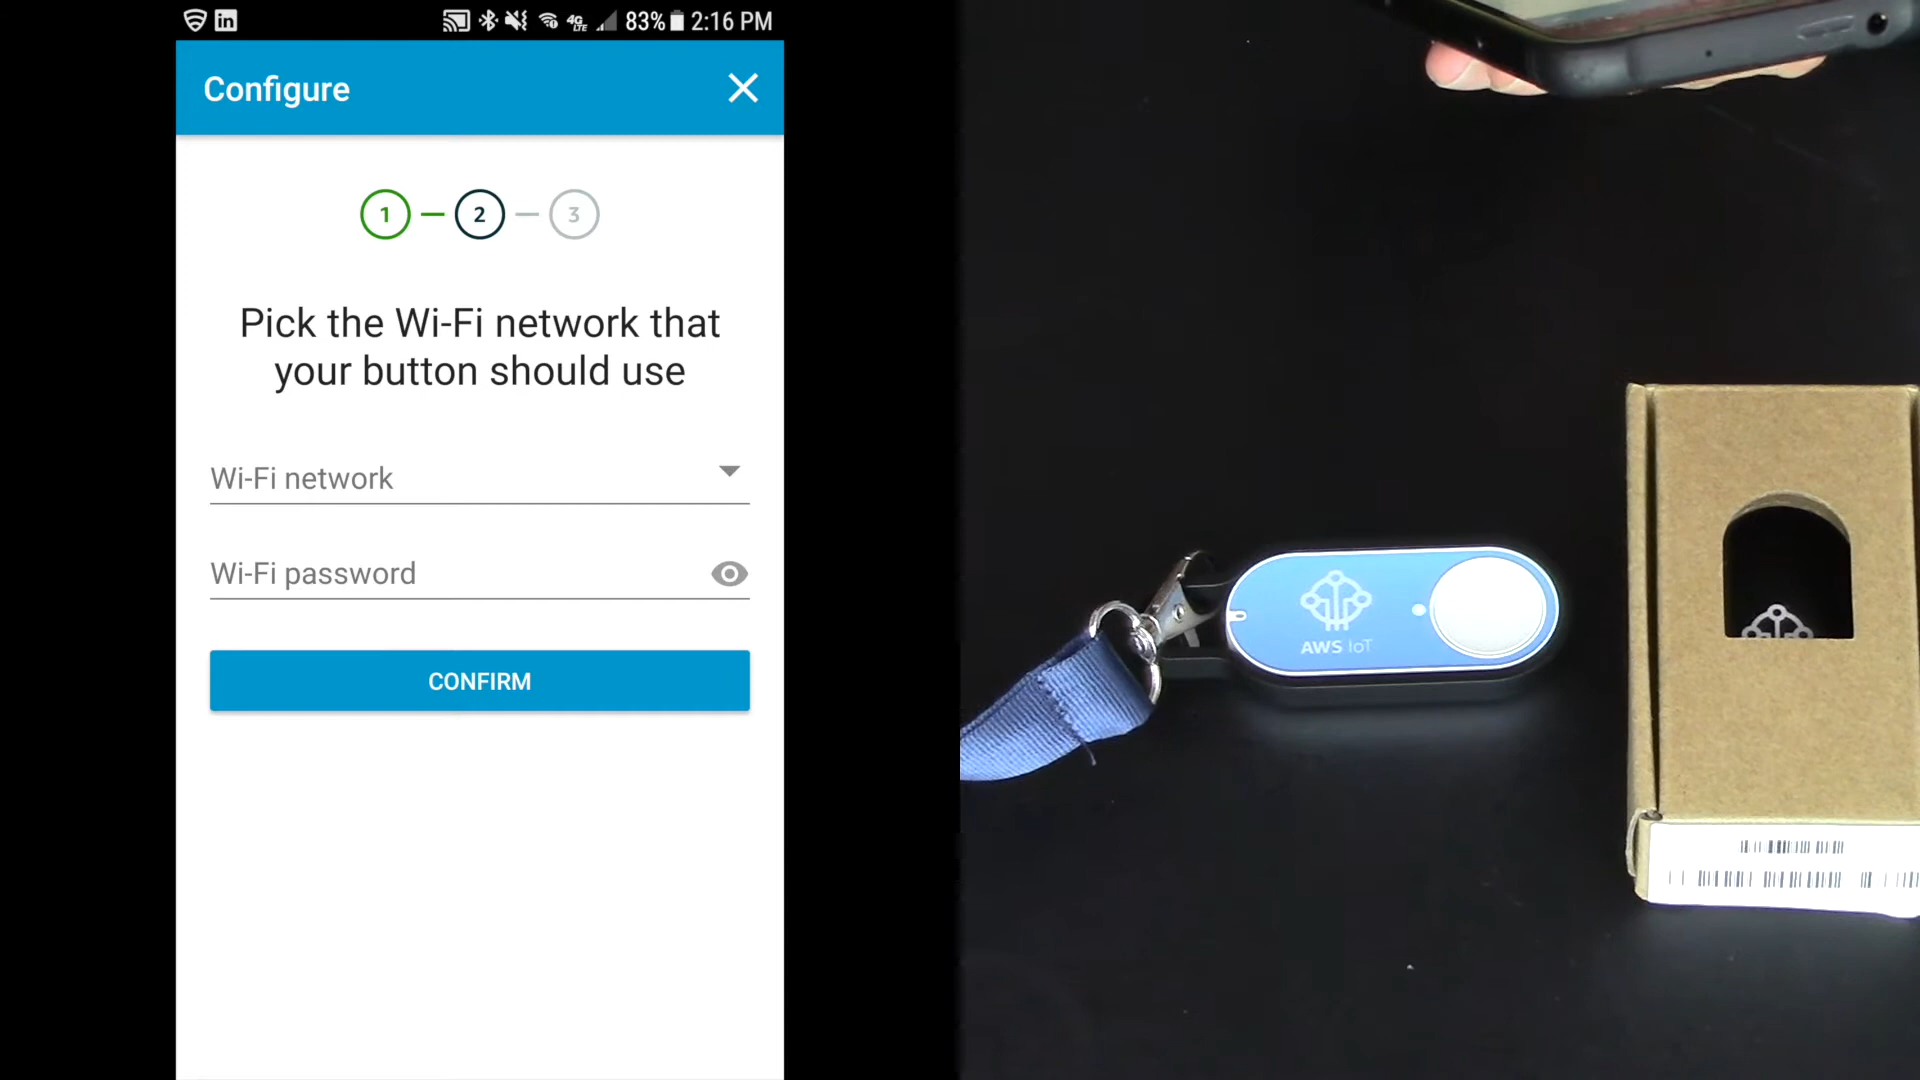 83% 2:16 PM
Configure
1
2
3
Pick the Wi-Fi network that
your button should use
Wi-Fi network
Wi-Fi password
CONFIRM
AWS IoT